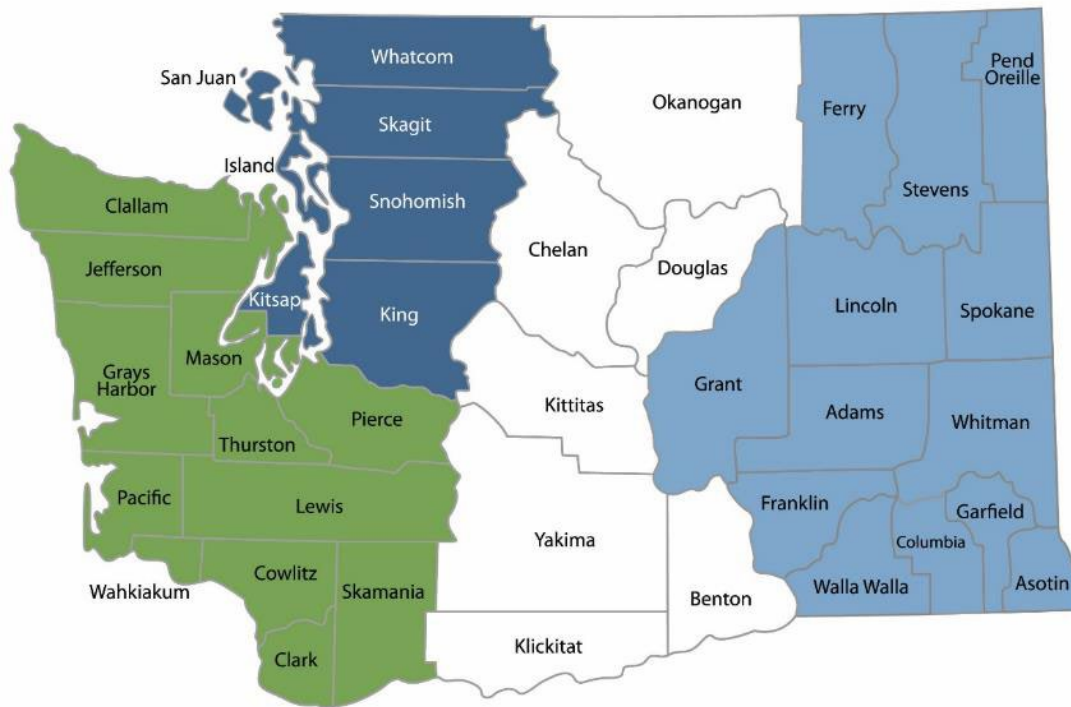 Whatcom
San Juan
Skagit
Okanogan
Ferry
Pend
Oreille
Island
Stevens
Clallam
Snohomish
Jefferson
Chelan
Douglas
Kitsap
King
Lincoln
Spokane
Mason
Grays
Harbor
Grant
Kittitas
Pierce
Adams
Whitman
Thurston
Pacific
Lewis
Franklin
Garfield
Yakima
Columbia
Wahkiakum
Cowlitz
Skamania
Benton
Walla Walla
Asotin
Klickitat
Clark